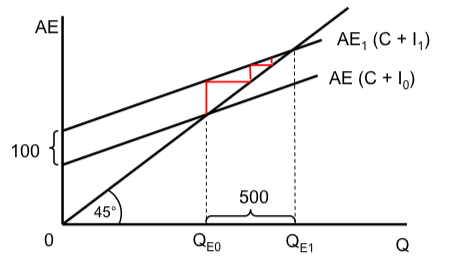 AE
AE₁ (C + I₁)
AE (C + I₀)
100
500
45°
0
Q_E0
Q_E1
Q